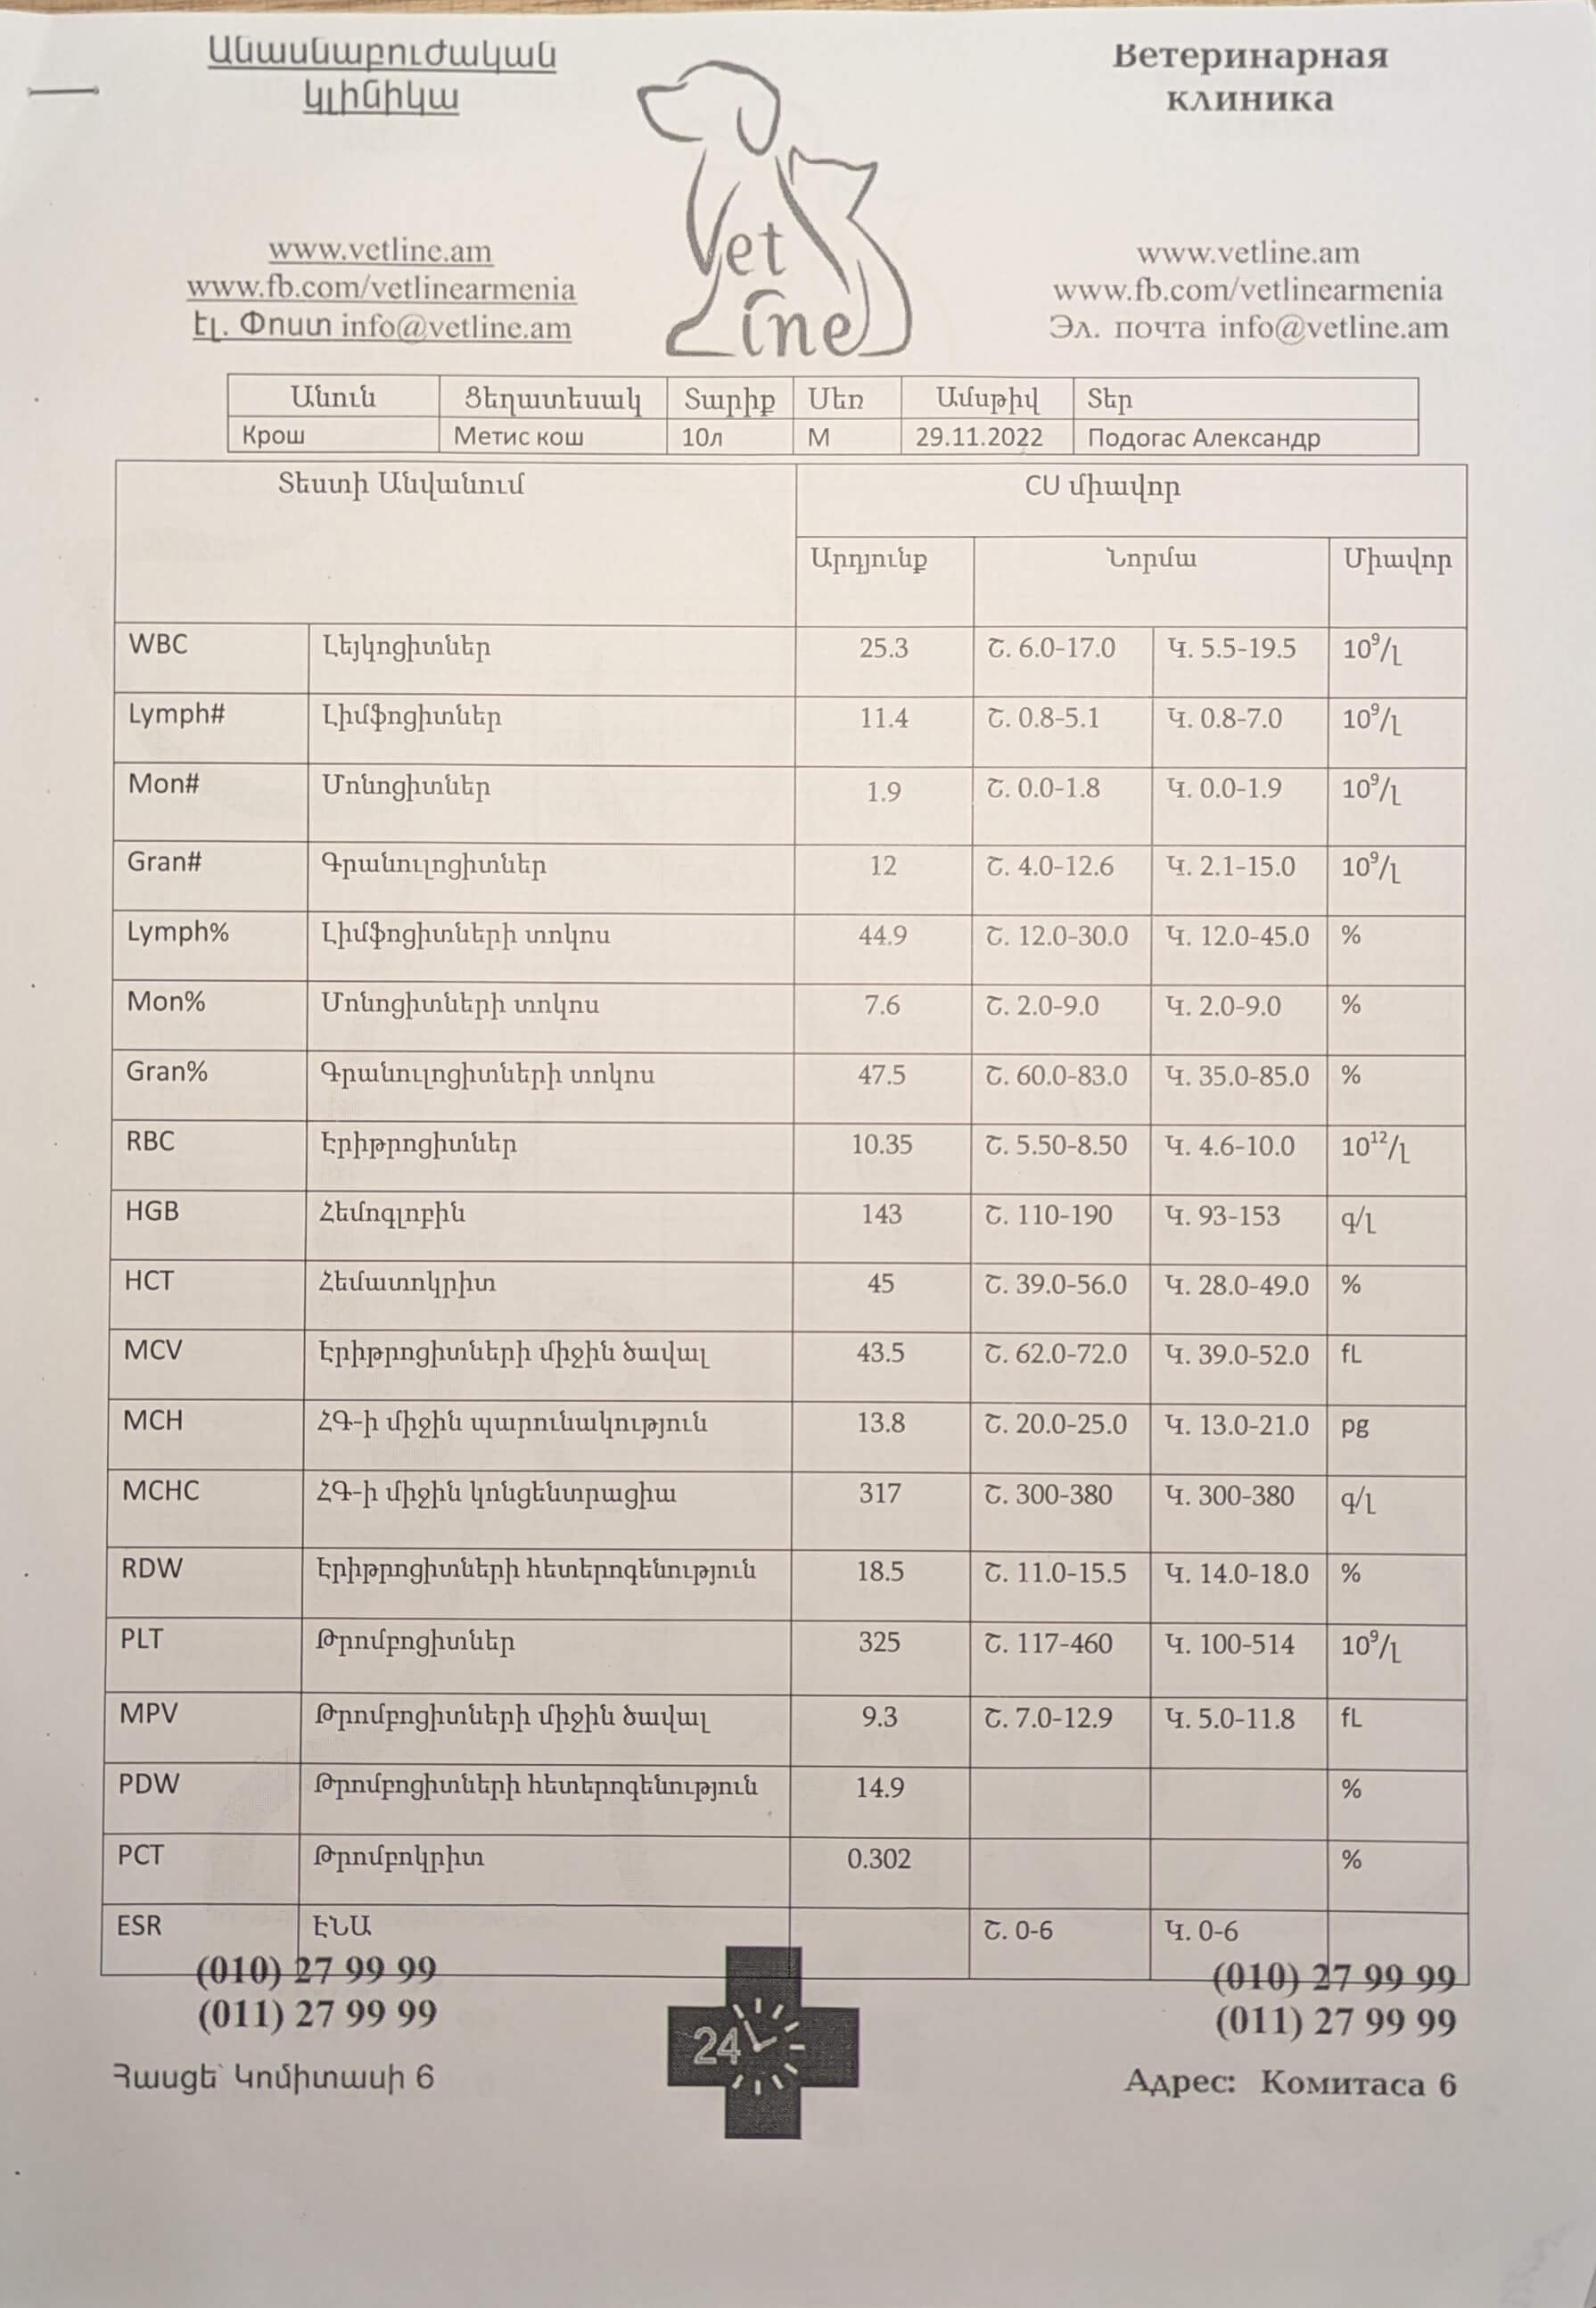 Անասնաբուժական
կլինիկա
Ветеринарная
клиника
Vet
Line
www.vetline.am
www.fb.com/vetlinearmenia
Էլ. Փոստ info@vetline.am
www.vetline.am
www.fb.com/vetlinearmenia
Эл. почта info@vetline.am
Անուն Ցեղատեսակ Տարիք Սեռ Ամսթիվ Տեր
Крош Метис кош 10л М 29.11.2022 Подогас Александр
Տեստի Անվանում CU միավոր
Արդյունք Նորմա Միավոր
WBC Լեյկոցիտներ 25.3 Շ. 6.0-17.0 Կ. 5.5-19.5 10⁹/Լ
Lymph# Լիմֆոցիտներ 11.4 Շ. 0.8-5.1 Կ. 0.8-7.0 10⁹/Լ
Mon# Մոնոցիտներ 1.9 Շ. 0.0-1.8 Կ. 0.0-1.9 10⁹/Լ
Gran# Գրանուլոցիտներ 12 Շ. 4.0-12.6 Կ. 2.1-15.0 10⁹/Լ
Lymph% Լիմֆոցիտների տոկոս 44.9 Շ. 12.0-30.0 Կ. 12.0-45.0 %
Mon% Մոնոցիտների տոկոս 7.6 Շ. 2.0-9.0 Կ. 2.0-9.0 %
Gran% Գրանուլոցիտների տոկոս 47.5 Շ. 60.0-83.0 Կ. 35.0-85.0 %
RBC Էրիթրոցիտներ 10.35 Շ. 5.50-8.50 Կ. 4.6-10.0 10¹²/Լ
HGB Հեմոգլոբին 143 Շ. 110-190 Կ. 93-153 գ/Լ
HCT Հեմատոկրիտ 45 Շ. 39.0-56.0 Կ. 28.0-49.0 %
MCV Էրիթրոցիտների միջին ծավալ 43.5 Շ. 62.0-72.0 Կ. 39.0-52.0 fL
MCH ՀԳ-ի միջին պարունակություն 13.8 Շ. 20.0-25.0 Կ. 13.0-21.0 pg
MCHC ՀԳ-ի միջին կոնցենտրացիա 317 Շ. 300-380 Կ. 300-380 գ/Լ
RDW Էրիթրոցիտների հետերոգենություն 18.5 Շ. 11.0-15.5 Կ. 14.0-18.0 %
PLT Թրոմբոցիտներ 325 Շ. 117-460 Կ. 100-514 10⁹/Լ
MPV Թրոմբոցիտների միջին ծավալ 9.3 Շ. 7.0-12.9 Կ. 5.0-11.8 fL
PDW Թրոմբոցիտների հետերոգենություն 14.9 %
PCT Թրոմբոկրիտ 0.302 %
ESR ԷՆԱ Շ. 0-6 Կ. 0-6
(010) 27 99 99
(011) 27 99 99
Հասցե՝ Կոմիտասի 6
24
(010) 27 99 99
(011) 27 99 99
Адрес: Комитаса 6